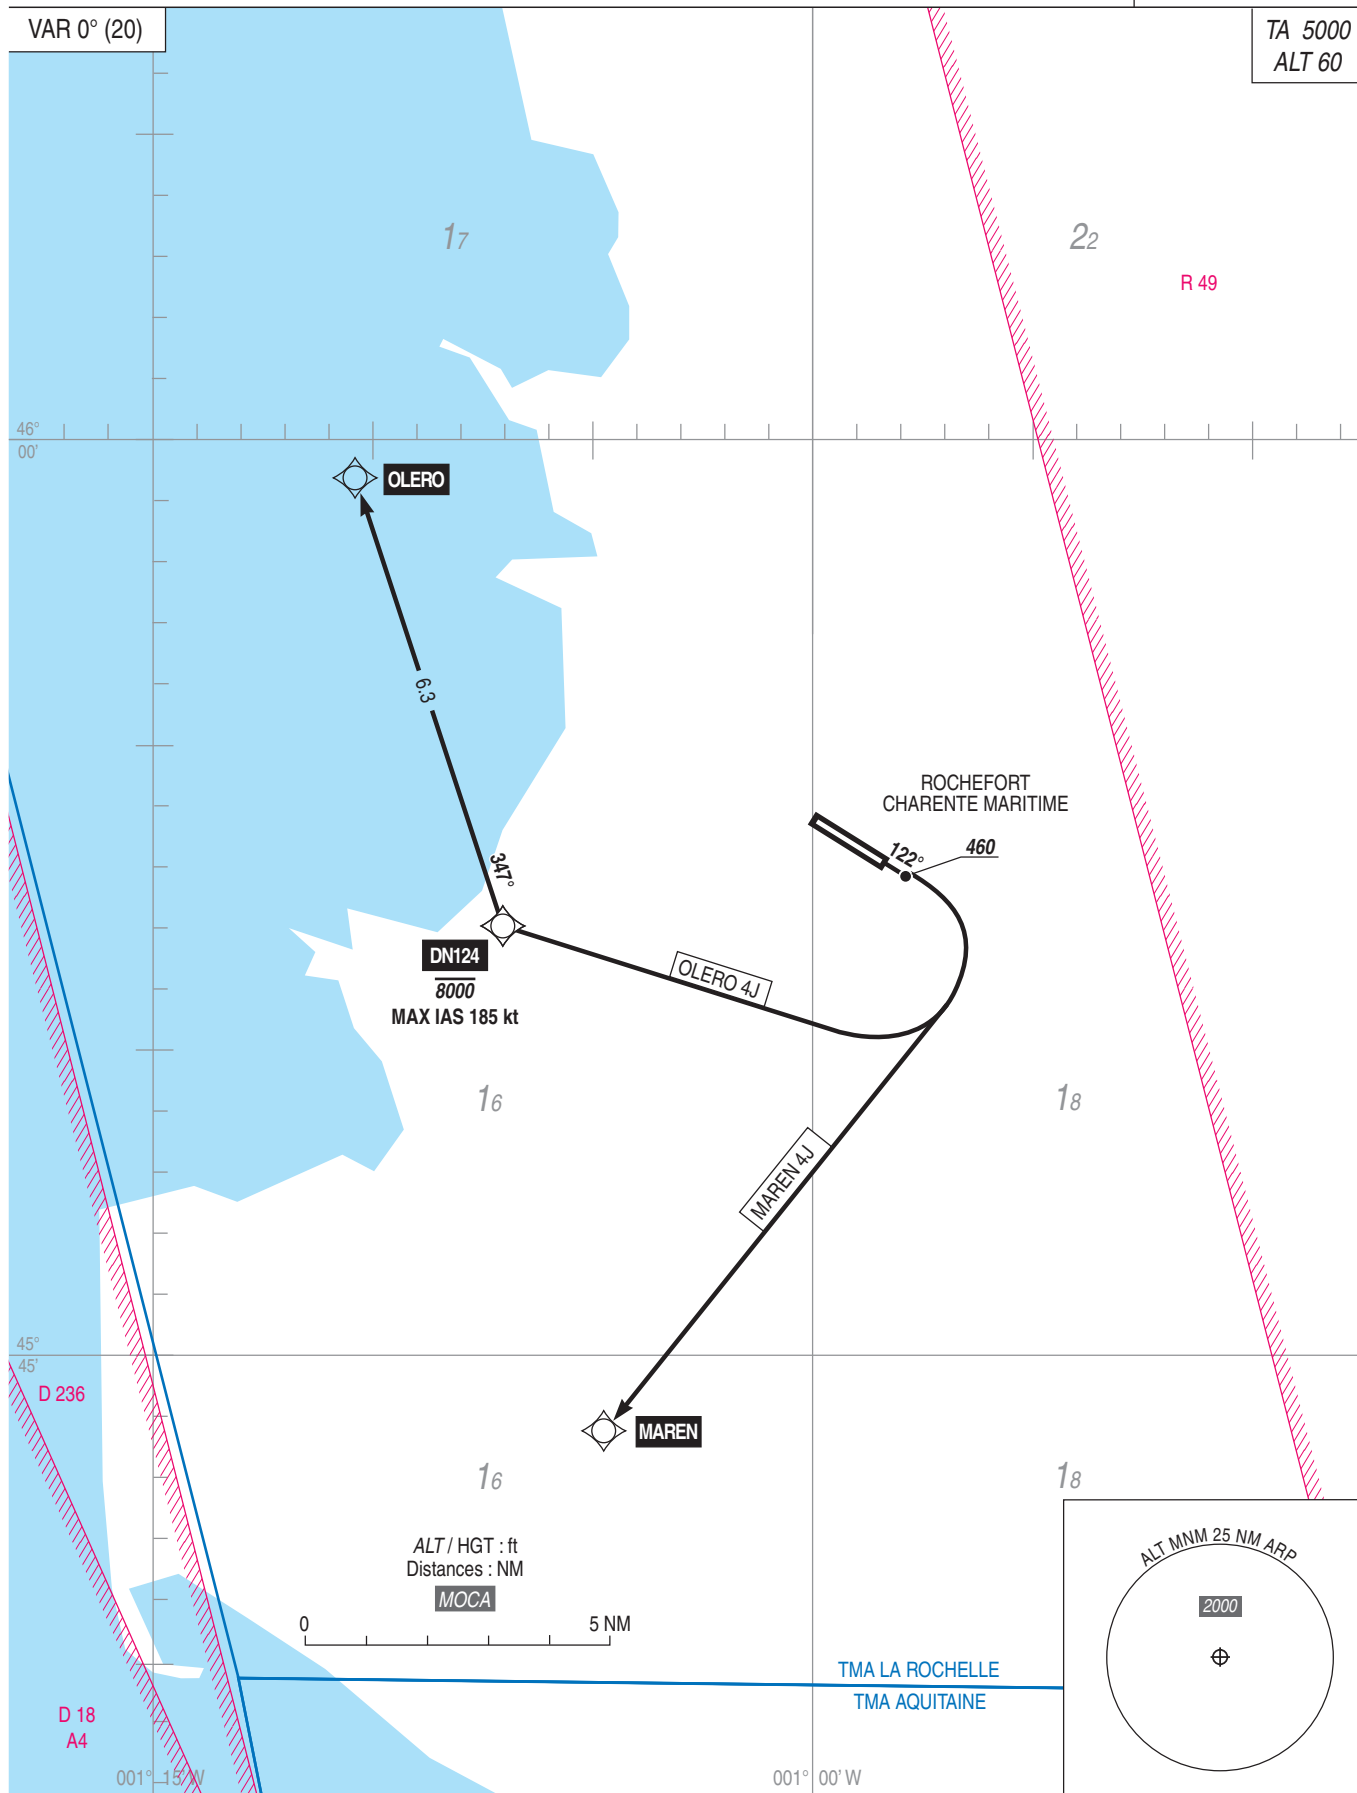 VAR 0° (20)
TA 5000
ALT 60
17
22
R 49
46°
00'
OLERO
6.3
ROCHEFORT
CHARENTE MARITIME
122°
460
347°
DN124
8000
MAX IAS 185 kt
OLERO 4J
16
18
MAREN 4J
45°
45'
D 236
MAREN
16
18
ALT / HGT : ft
Distances : NM
MOCA
0 5 NM
ALT MNM 25 NM ARP
2000
TMA LA ROCHELLE
TMA AQUITAINE
D 18
A4
001° 15' W
001° 00' W